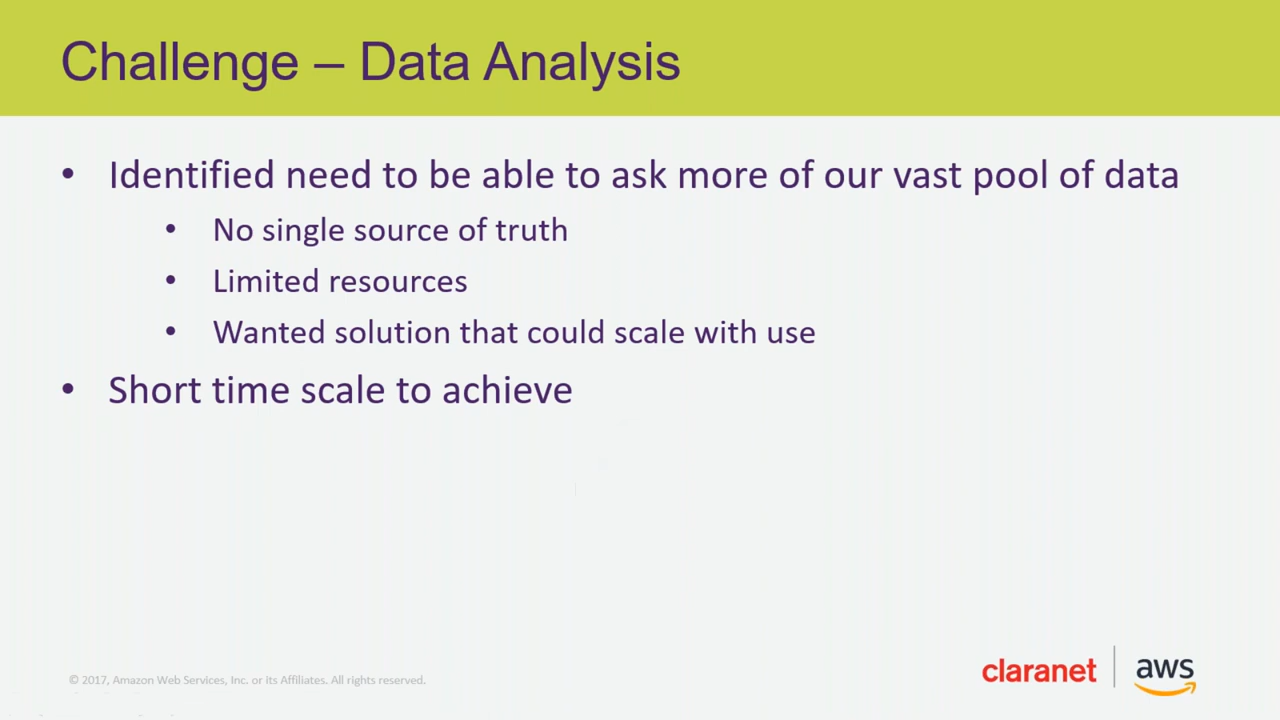 Challenge – Data Analysis
• Identified need to be able to ask more of our vast pool of data
• No single source of truth
• Limited resources
• Wanted solution that could scale with use
• Short time scale to achieve
© 2017, Amazon Web Services, Inc. or Its Affiliates. All rights reserved.
claranet
aws